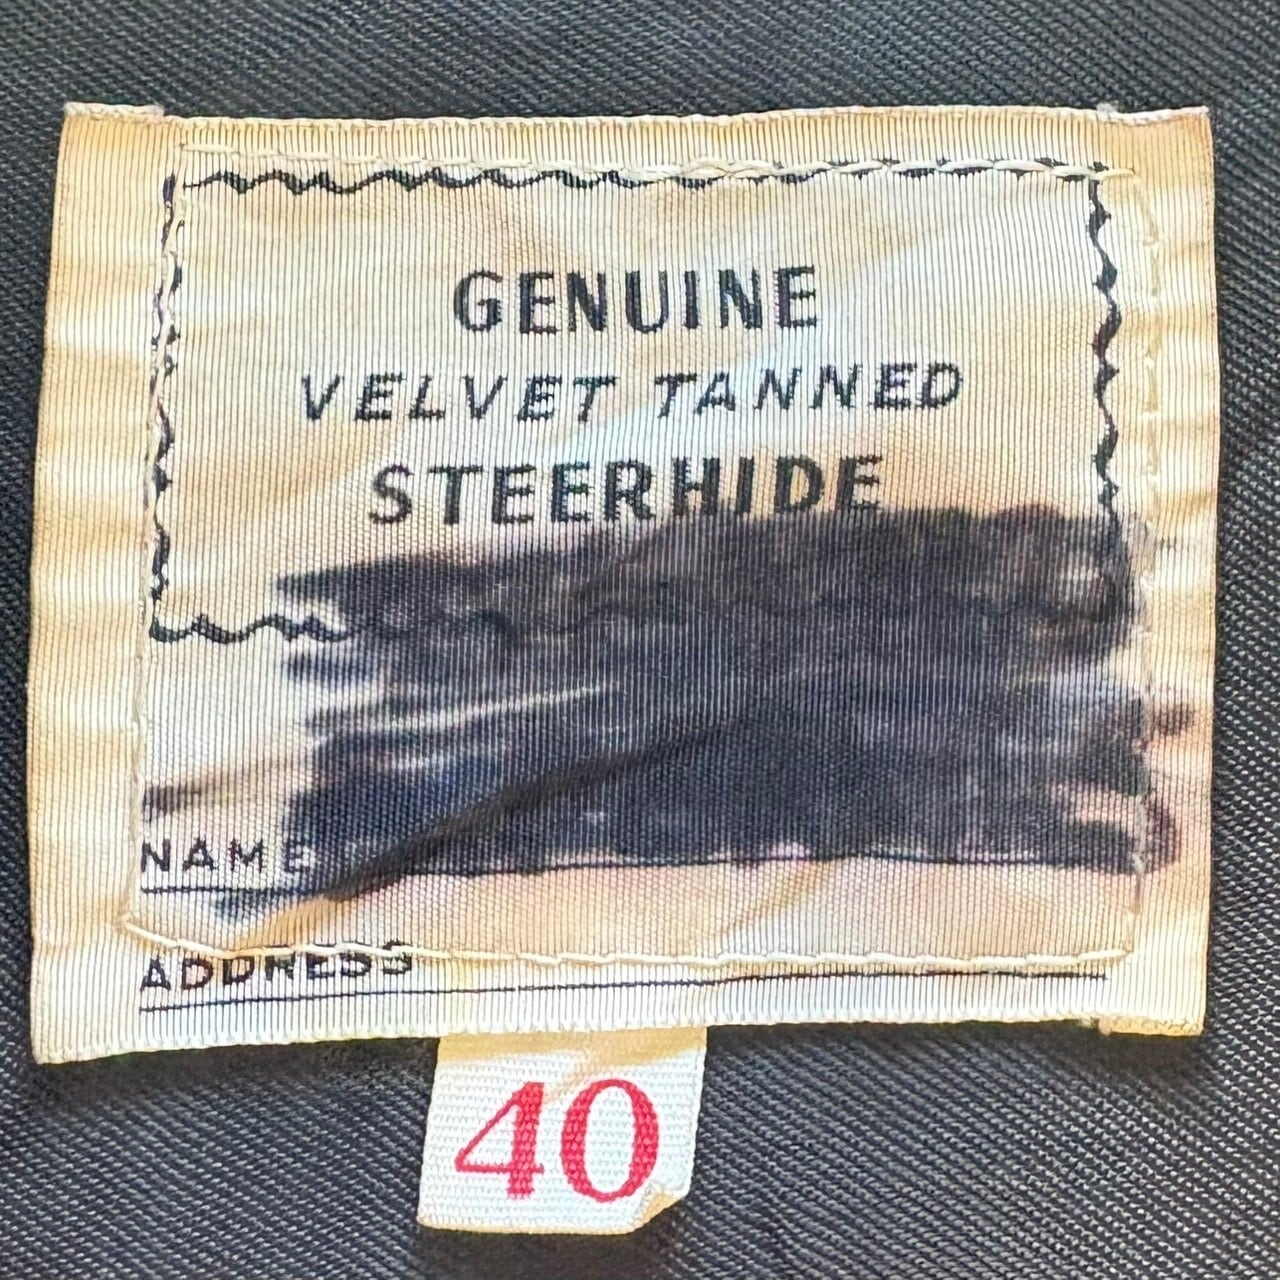 GENUINE
VELVET TANNED
STEERHIDE
NAME
ADDRESS
40